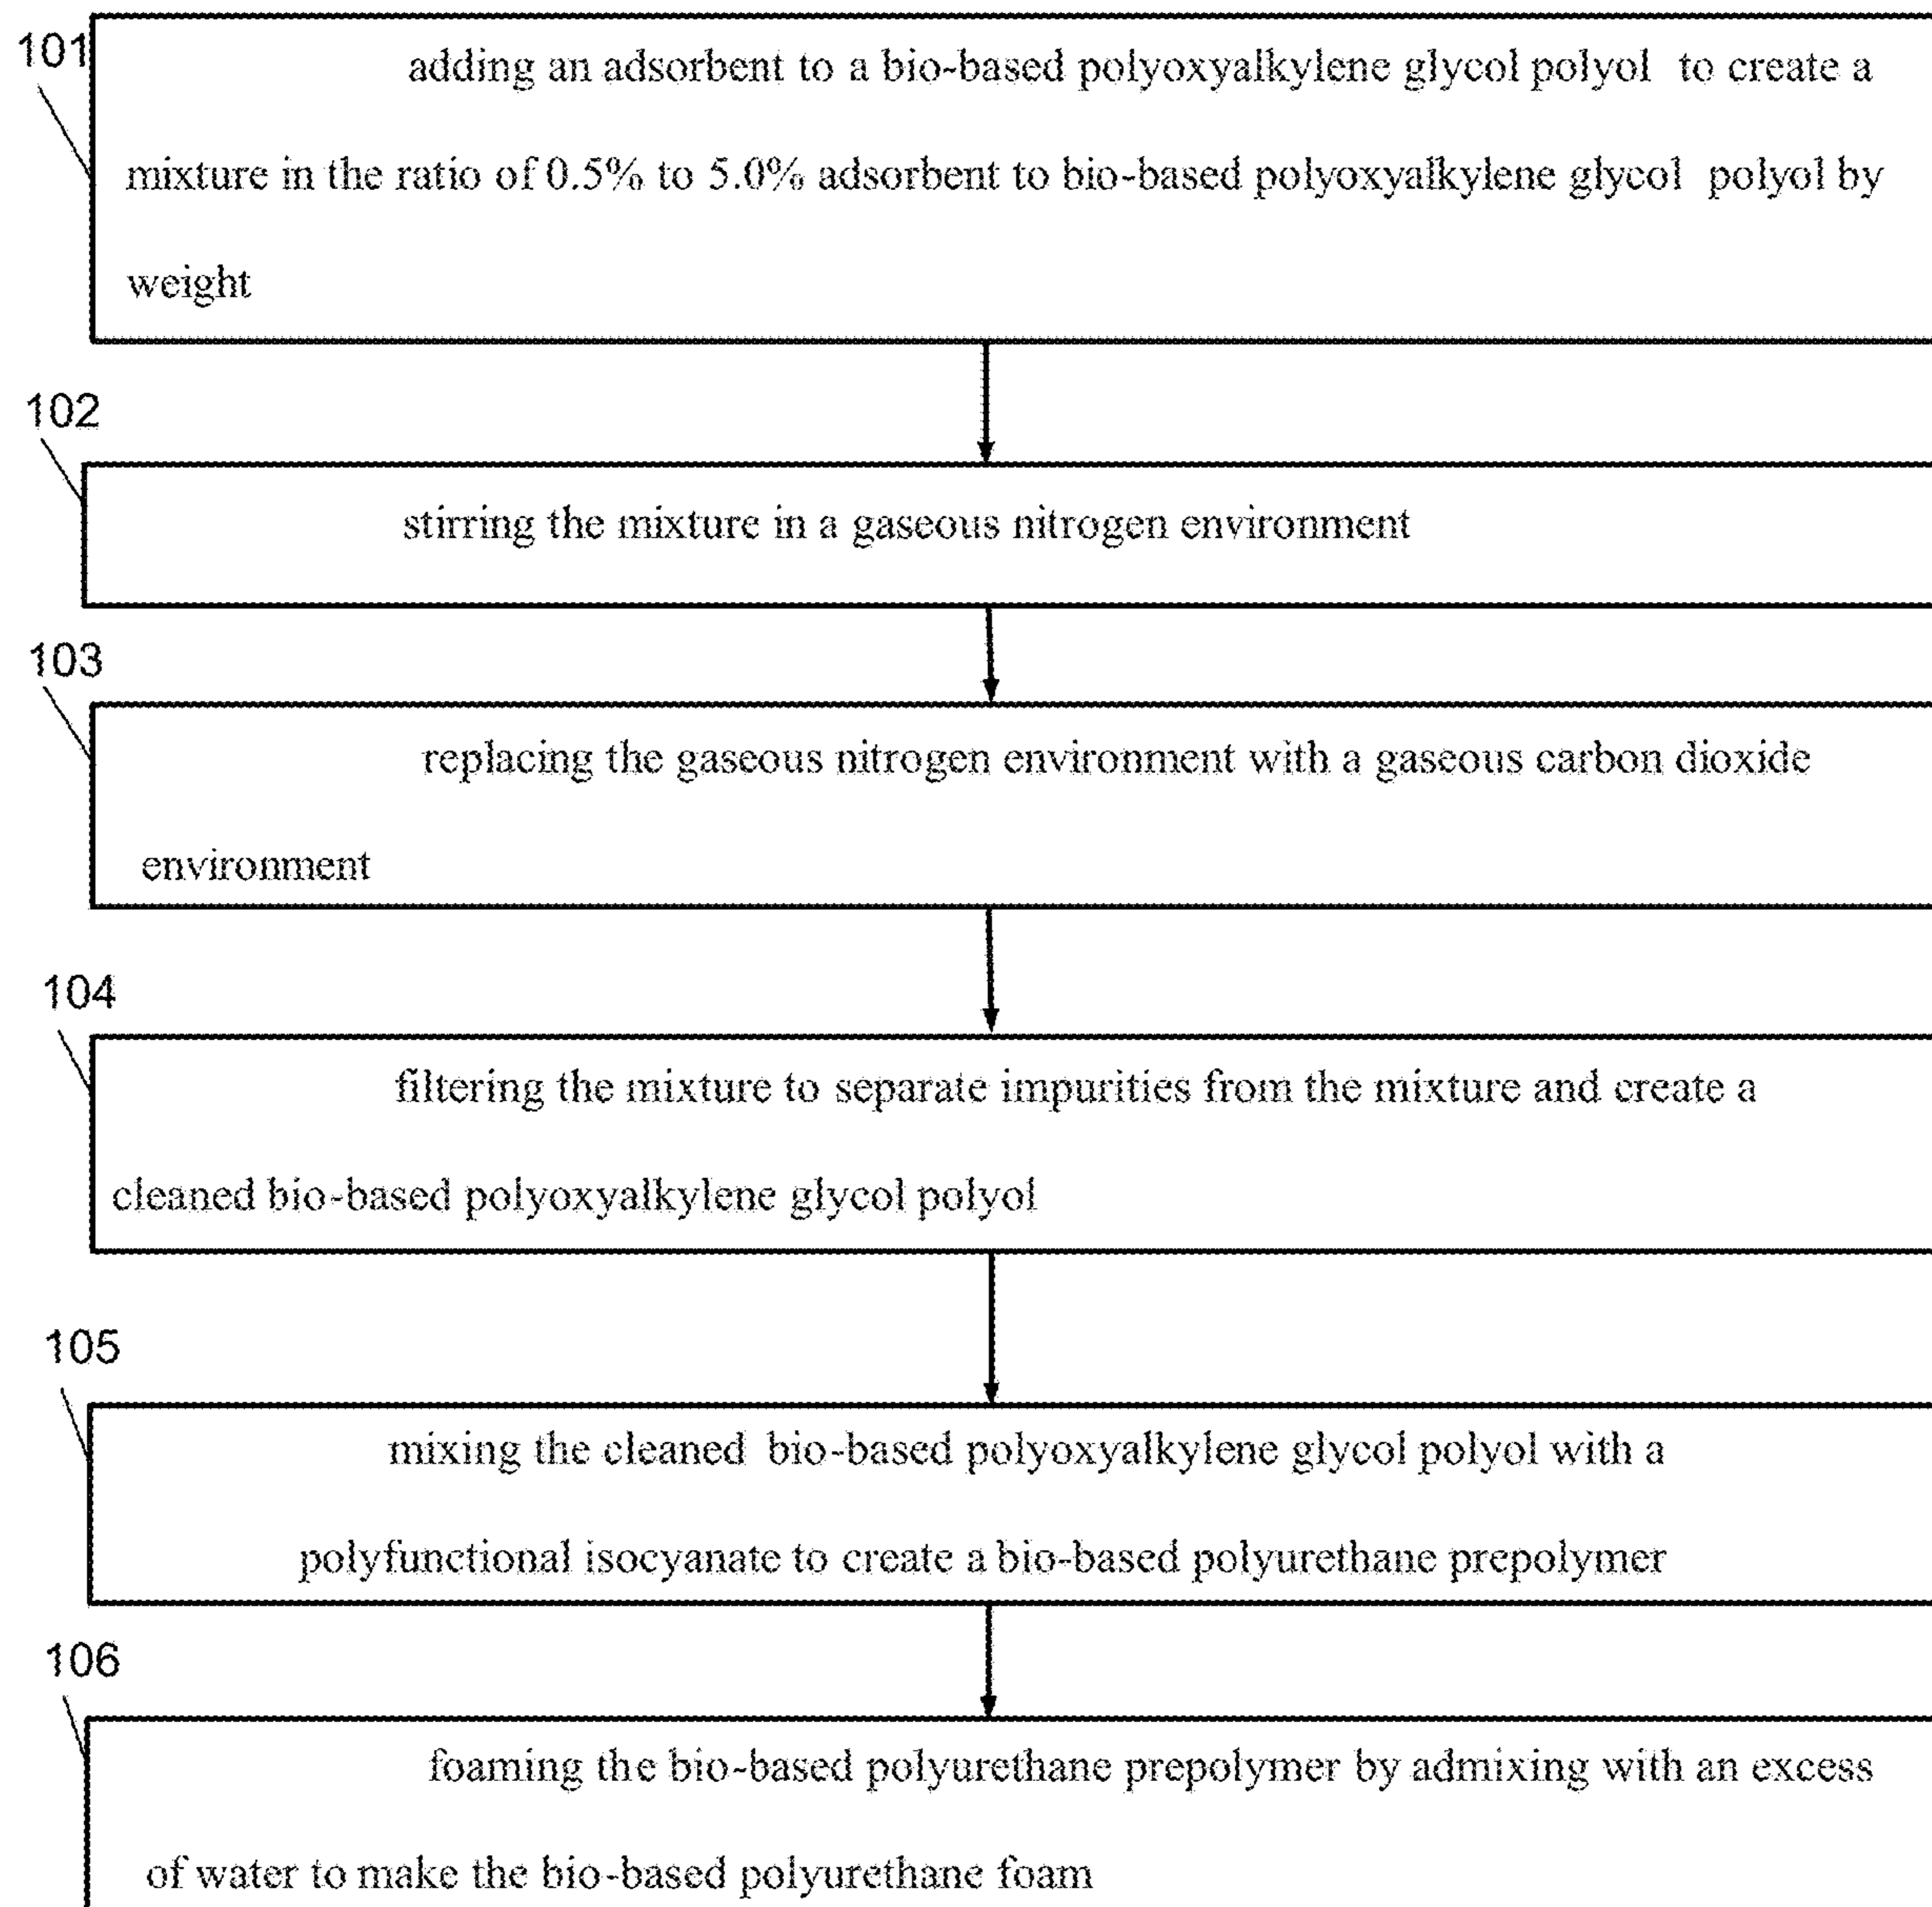 101
adding an adsorbent to a bio-based polyoxyalkylene glycol polyol to create a
mixture in the ratio of 0.5% to 5.0% adsorbent to bio-based polyoxyalkylene glycol polyol by
weight
102
stirring the mixture in a gaseous nitrogen environment
103
replacing the gaseous nitrogen environment with a gaseous carbon dioxide
environment
104
filtering the mixture to separate impurities from the mixture and create a
cleaned bio-based polyoxyalkylene glycol polyol
105
mixing the cleaned bio-based polyoxyalkylene glycol polyol with a
polyfunctional isocyanate to create a bio-based polyurethane prepolymer
106
foaming the bio-based polyurethane prepolymer by admixing with an excess
of water to make the bio-based polyurethane foam